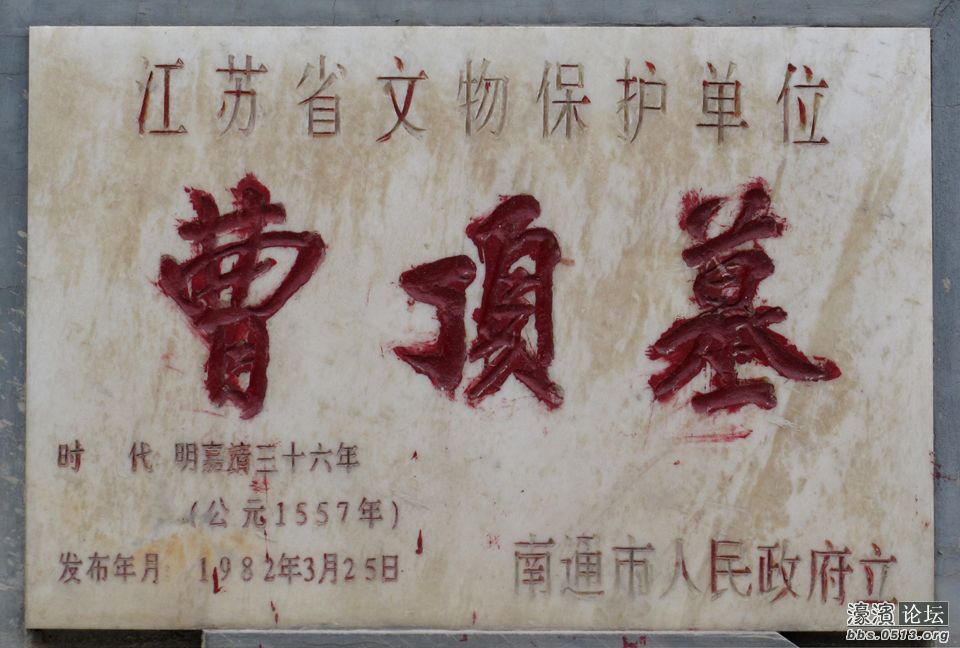 江苏省文物保护单位
曹顶墓
时 代 明嘉靖三十六年
(公元1557年)
发布年月 1982年3月25日
南通市人民政府立
濠濱论坛
bbs.0513.org